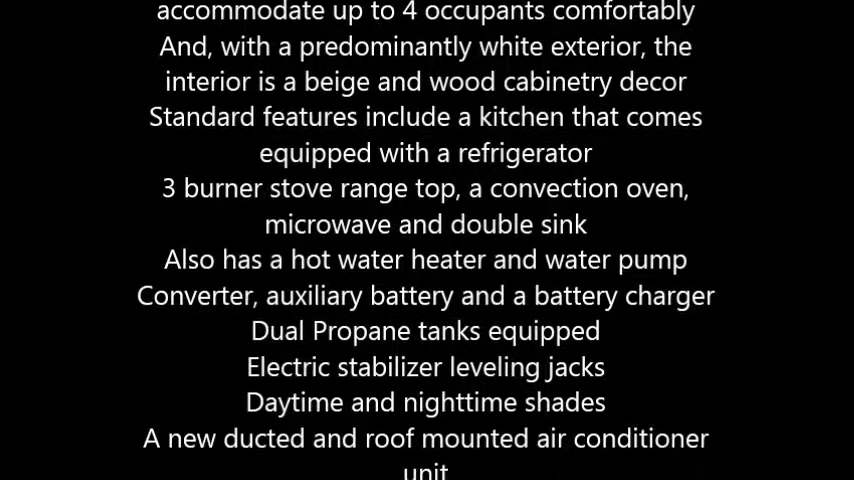 accommodate up to 4 occupants comfortably
And, with a predominantly white exterior, the
interior is a beige and wood cabinetry decor
Standard features include a kitchen that comes
equipped with a refrigerator
3 burner stove range top, a convection oven,
microwave and double sink
Also has a hot water heater and water pump
Converter, auxiliary battery and a battery charger
Dual Propane tanks equipped
Electric stabilizer leveling jacks
Daytime and nighttime shades
A new ducted and roof mounted air conditioner
unit